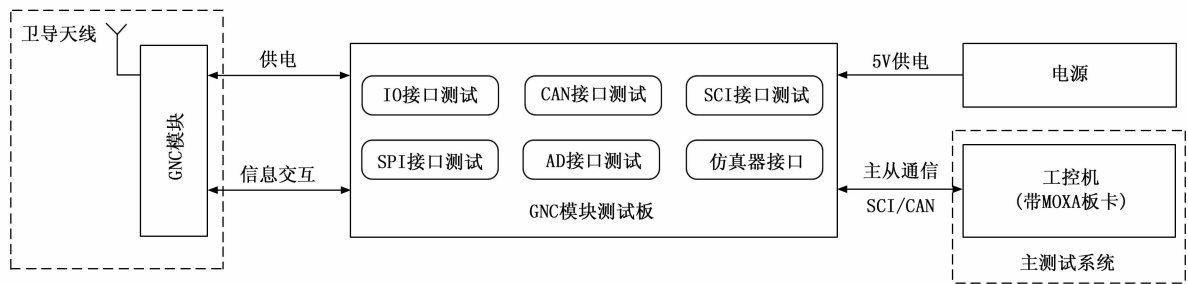 卫导天线
GNC模块
供电
信息交互
IO接口测试
CAN接口测试
SCI接口测试
SPI接口测试
AD接口测试
仿真器接口
GNC模块测试板
5V供电
电源
主从通信
SCI/CAN
工控机
(带MOXA板卡)
主测试系统